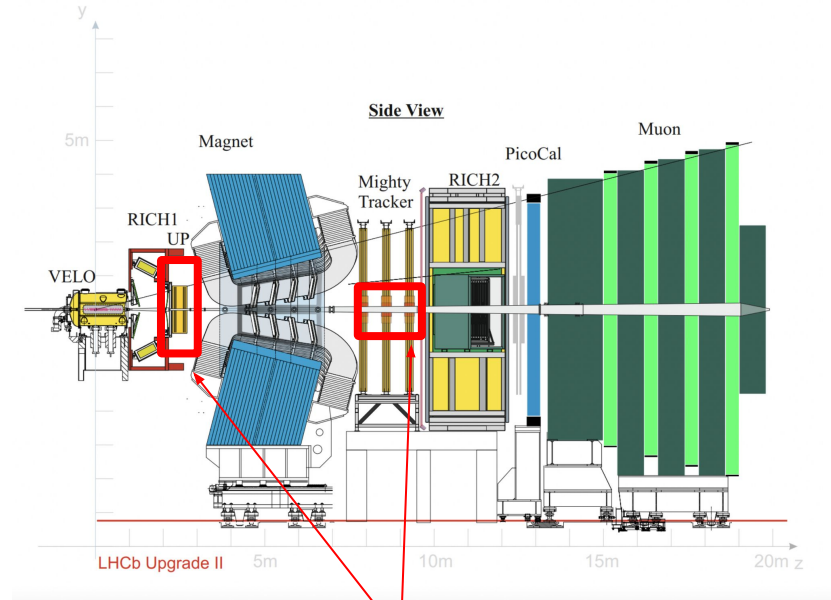 y
Side View
5m
Magnet
Muon
PicoCal
Mighty
Tracker
RICH2
RICH1
UP
VELO
LHCb Upgrade II
5m
10m
15m
20m
z